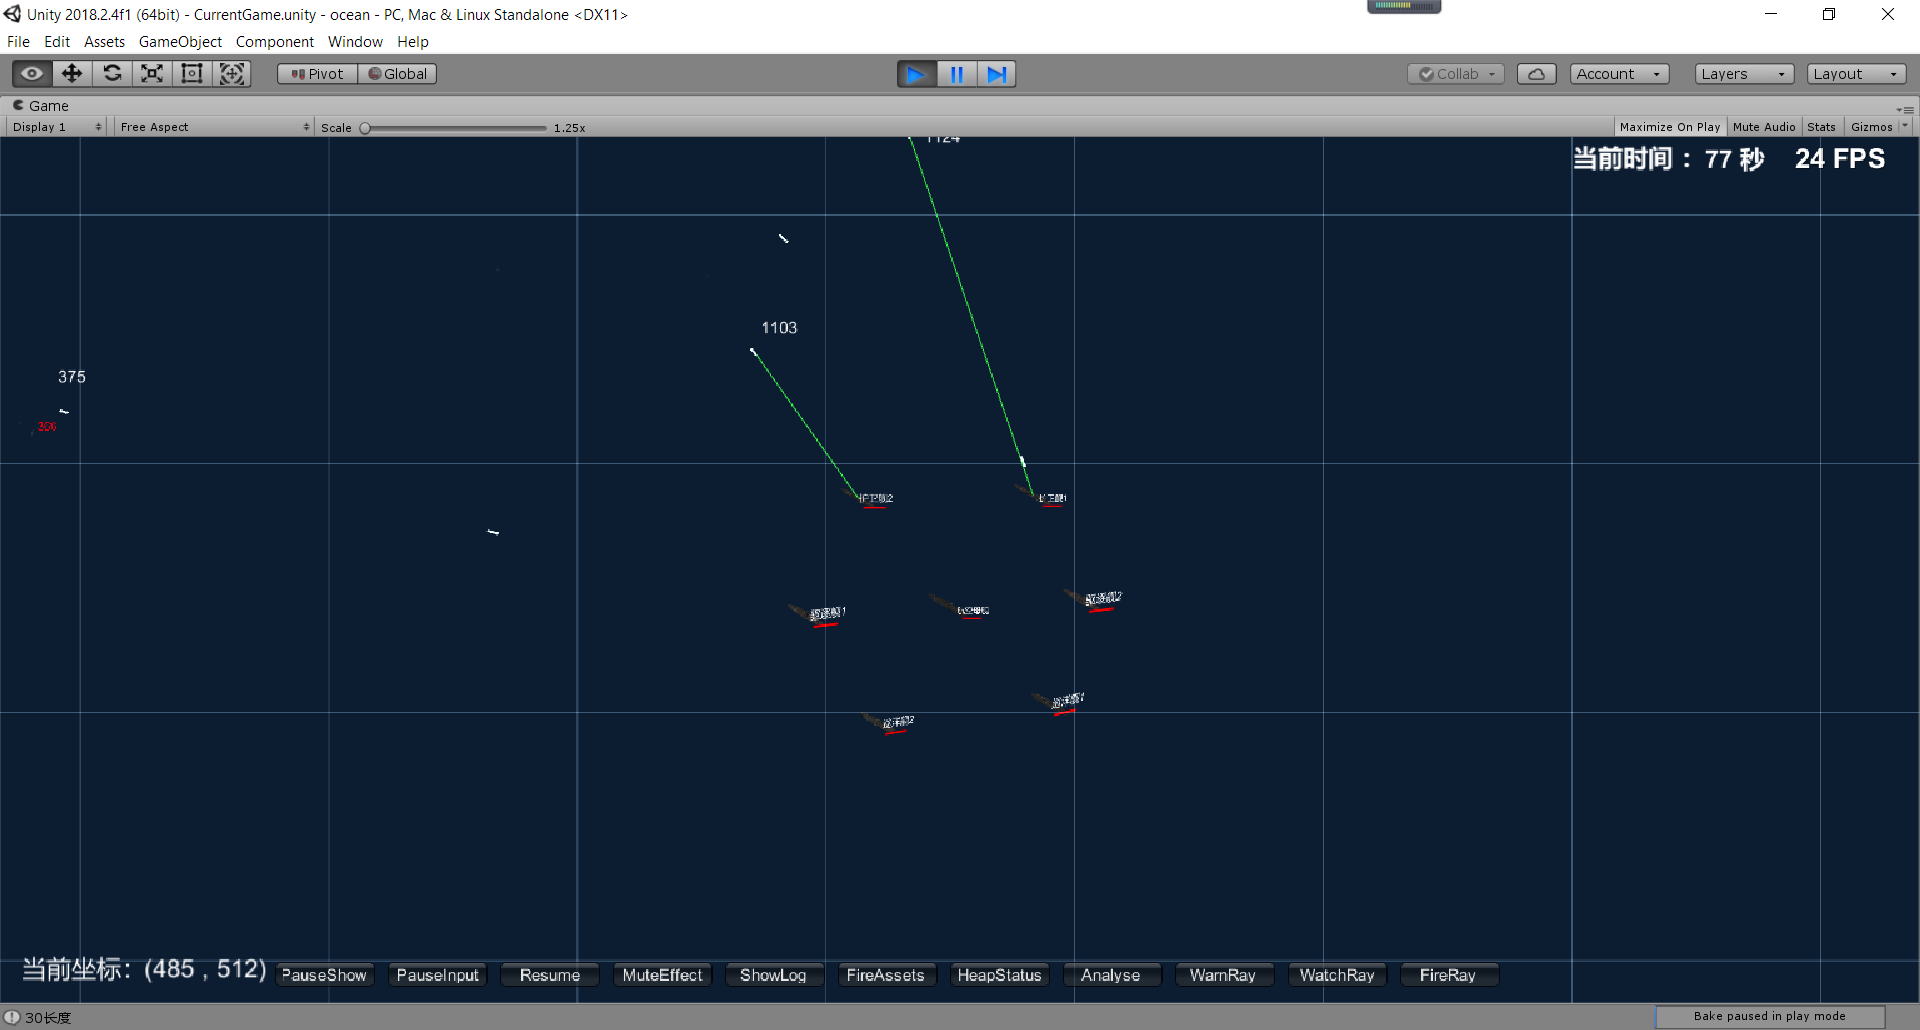 Unity 2018.2.4f1 (64bit) - CurrentGame.unity - ocean - PC, Mac & Linux Standalone <DX11>
File Edit Assets GameObject Component Window Help
Pivot Global Collab Account Layers Layout
Game
Display 1 Free Aspect Scale 1.25x Maximize On Play Mute Audio Stats Gizmos
1124
当前时间： 77 秒 24 FPS
1103
375
当前坐标：(485 , 512) PauseShow PauseInput Resume MuteEffect ShowLog FireAssets HeapStatus Analyse WarnRay WatchRay FireRay
30长度 Bake paused in play mode